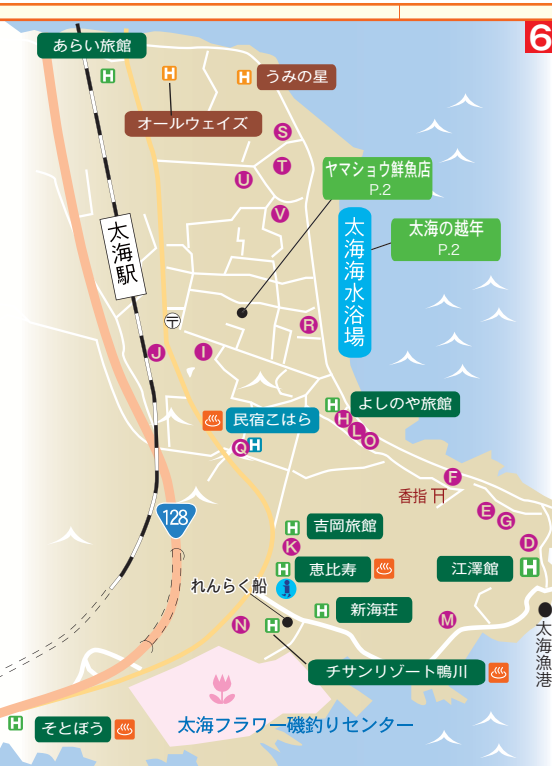 6
あらい旅館
H
H
H
うみの星
オールウェイズ
S
T
U
V
ヤマショウ鮮魚店
P.2
太海海水浴場
太海の越年
P.2
太海駅
〒
R
J
I
H
よしのや旅館
H
L
O
民宿こはら
Q
H
F
香指
E
G
D
128
H
吉岡旅館
K
H
恵比寿
江澤館
H
れんらく船
i
H
新海荘
M
N
H
太海漁港
チサンリゾート鴨川
H
そとぼう
太海フラワー磯釣りセンター